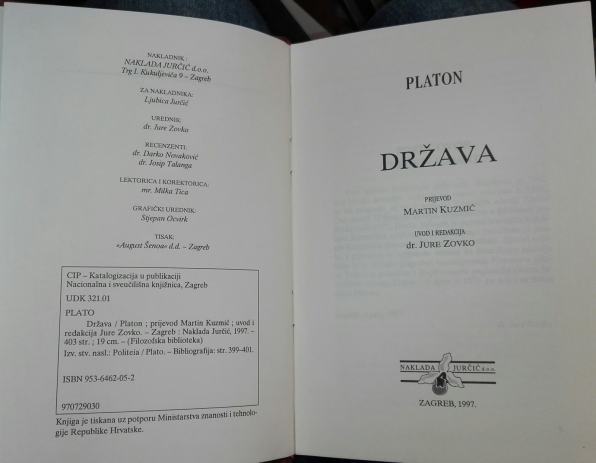 NAKLADNIK :
NAKLADA JURČIĆ d.o.o.
Trg I. Kukuljevića 9 – Zagreb
ZA NAKLADNIKA:
Ljubica Jurčić
UREDNIK:
dr. Jure Zovko
RECENZENTI:
dr. Darko Novaković
dr. Josip Talanga
LEKTORICA I KOREKTORICA:
mr. Milka Tica
GRAFIČKI UREDNIK:
Stjepan Ocvirk
TISAK:
«August Šenoa» d.d. – Zagreb
CIP – Katalogizacija u publikaciji
Nacionalna i sveučilišna knjižnica, Zagreb
UDK 321.01
PLATO
Država / Platon ; prijevod Martin Kuzmić ; uvod i
redakcija Jure Zovko. – Zagreb : Naklada Jurčić, 1997. –
403 str. ; 19 cm. – (Filozofska biblioteka)
Izv. stv. nasl.: Politeia / Plato. – Bibliografija: str. 399-401.
ISBN 953-6462-05-2
970729030
Knjiga je tiskana uz potporu Ministarstva znanosti i tehnolo-
gije Republike Hrvatske.
PLATON
DRŽAVA
PRIJEVOD
MARTIN KUZMIČ
UVOD I REDAKCIJA
dr. JURE ZOVKO
NAKLADA JURČIĆ d.o.o.
ZAGREB, 1997.